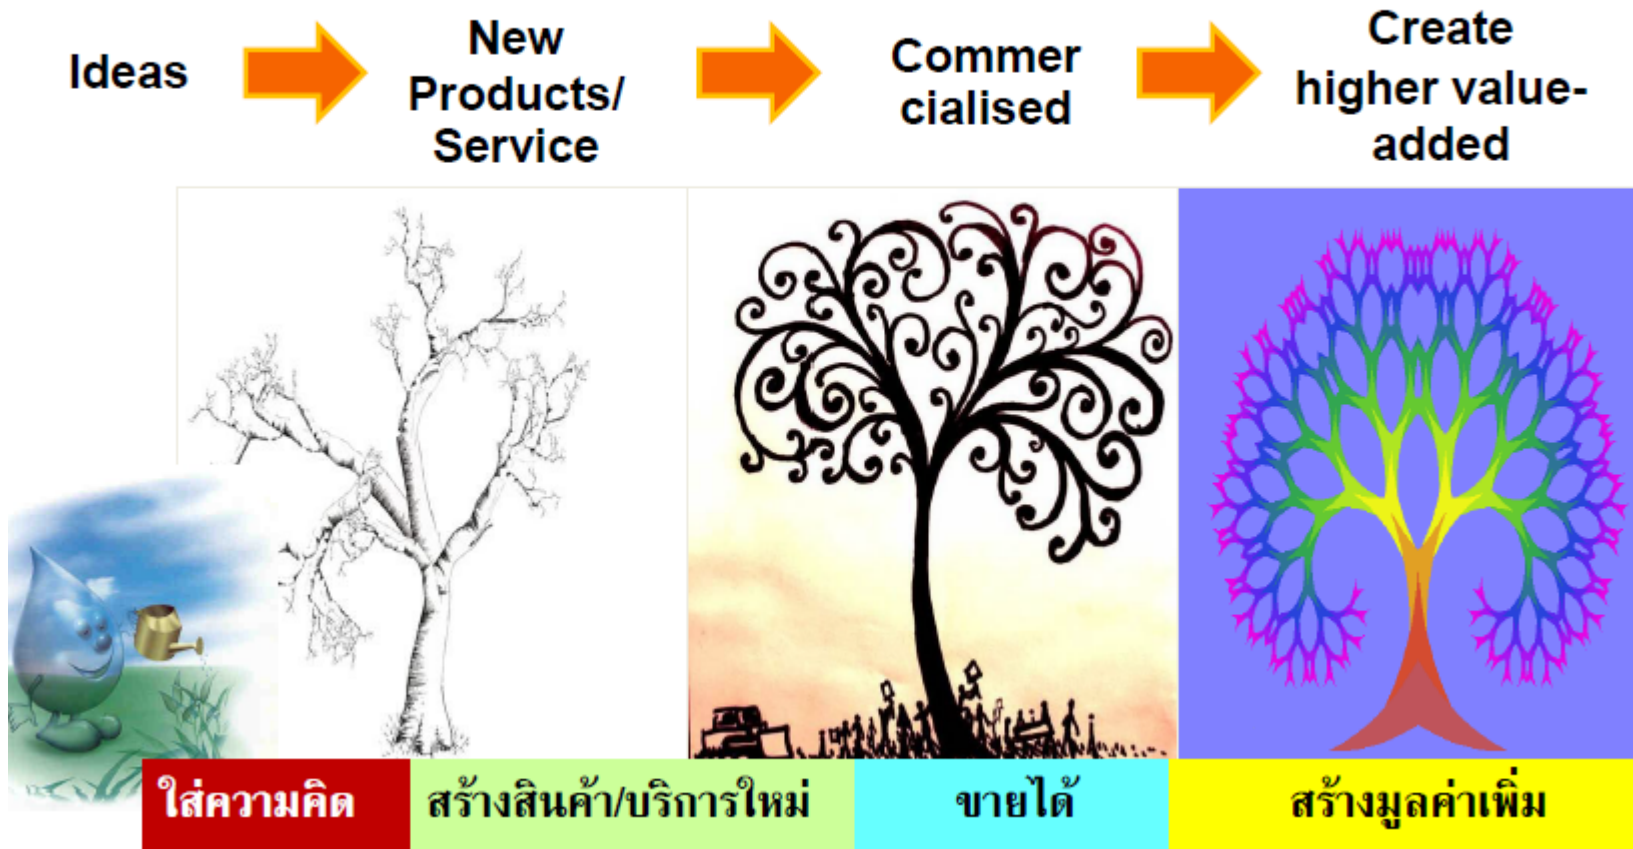 Ideas
New
Products/
Service
Commer
cialised
Create
higher value-
added
ใส่ความคิด
สร้างสินค้า/บริการใหม่
ขายได้
สร้างมูลค่าเพิ่ม